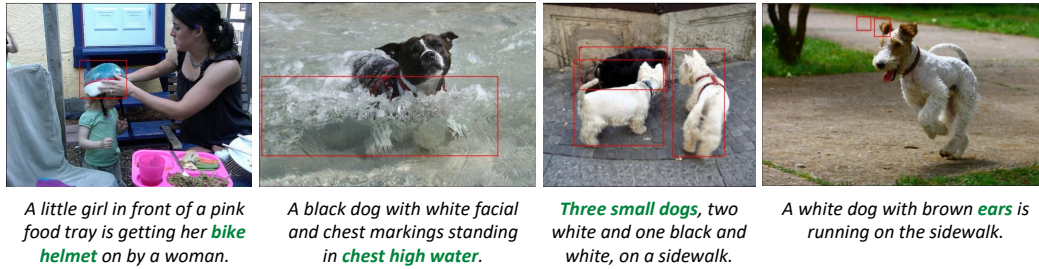 A little girl in front of a pink
food tray is getting her bike
helmet on by a woman.
A black dog with white facial
and chest markings standing
in chest high water.
Three small dogs, two
white and one black and
white, on a sidewalk.
A white dog with brown ears is
running on the sidewalk.